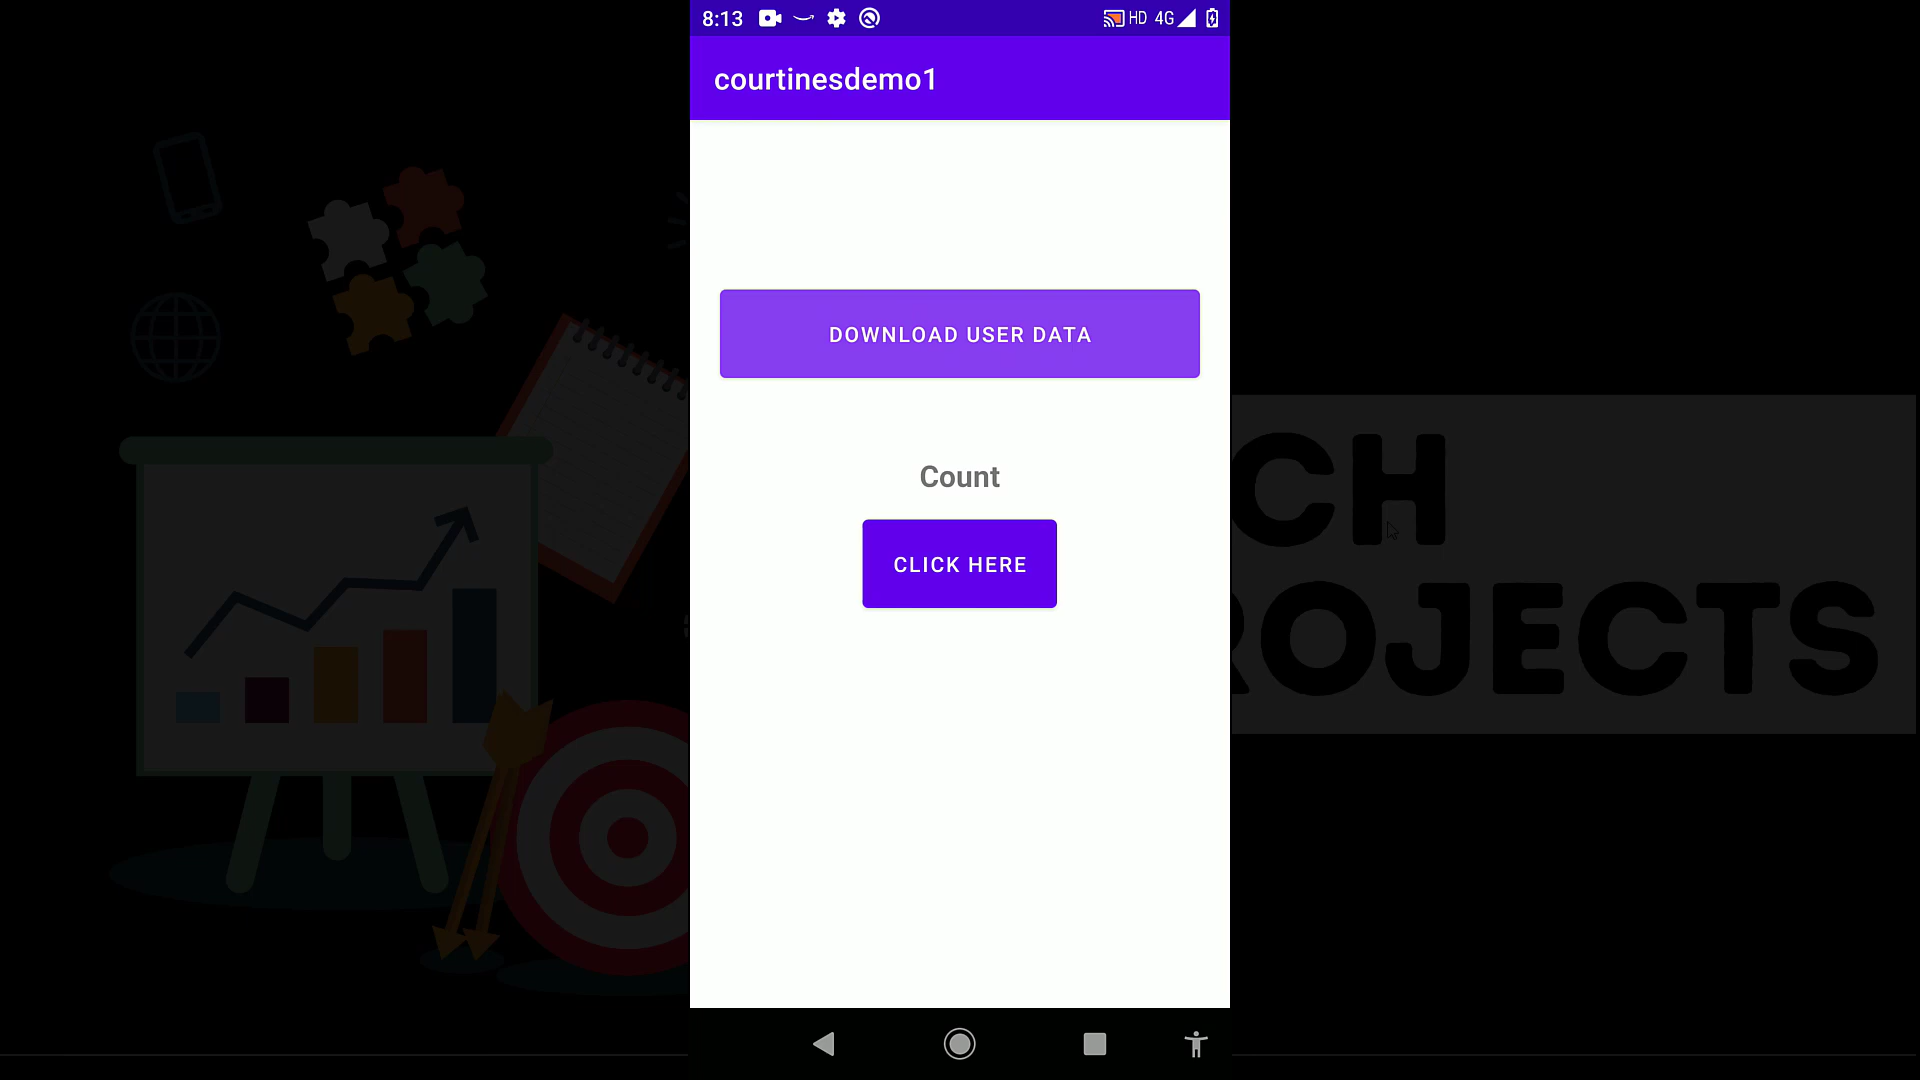 8:13 HD 4G
courtinesdemo1
DOWNLOAD USER DATA
Count
CLICK HERE
CH
ROJECTS